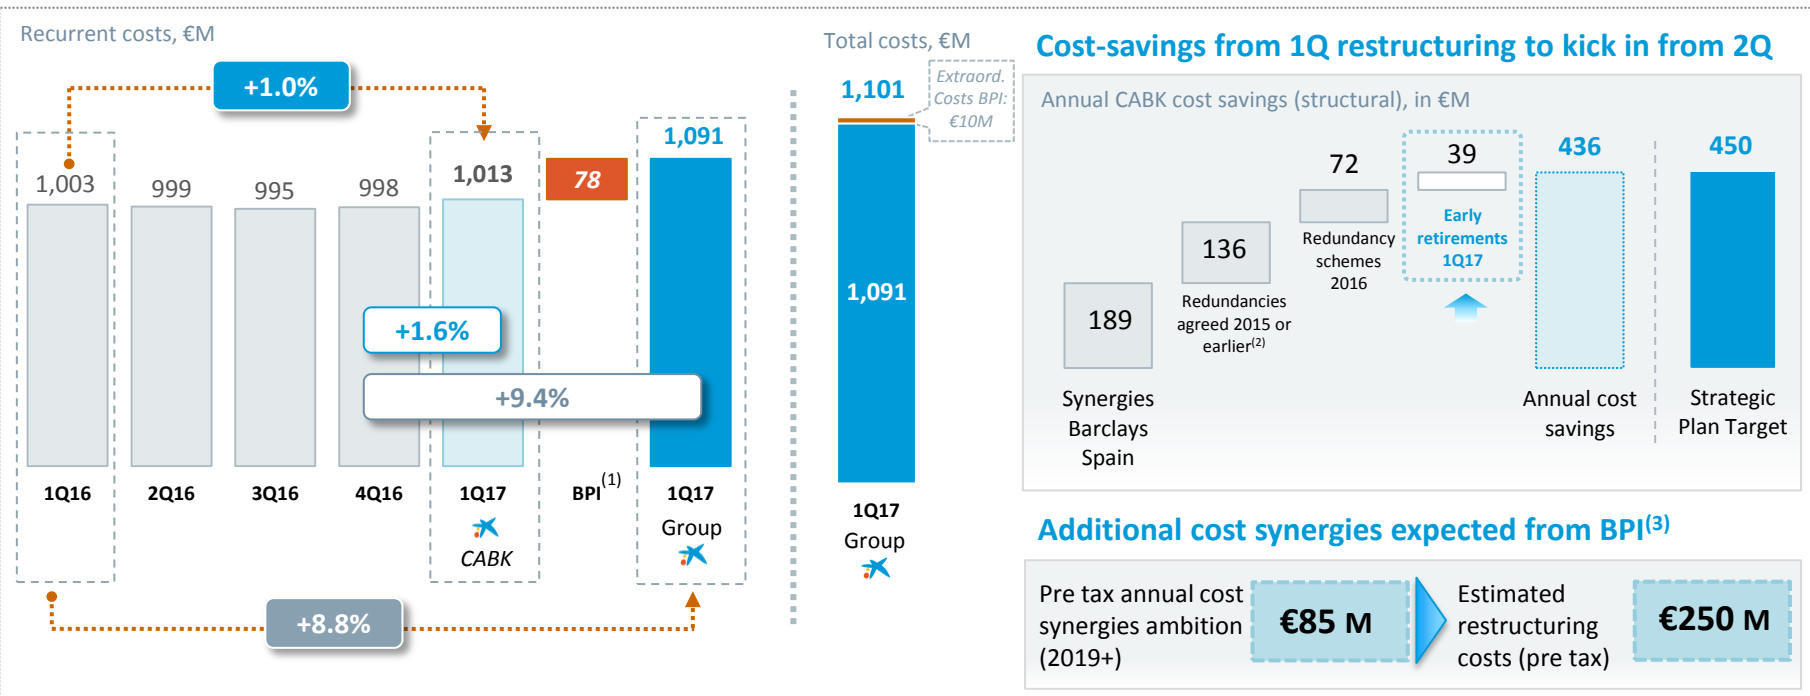 Recurrent costs, €M
+1.0%
1,003
999
995
998
1,013
78
1,091
+1.6%
+9.4%
1Q16
2Q16
3Q16
4Q16
1Q17
CABK
BPI(1)
1Q17
Group
+8.8%
Total costs, €M
1,101
Extraord.
Costs BPI:
€10M
1,091
1Q17
Group
Cost-savings from 1Q restructuring to kick in from 2Q
Annual CABK cost savings (structural), in €M
189
Synergies
Barclays
Spain
136
Redundancies
agreed 2015 or
earlier(2)
72
Redundancy
schemes
2016
39
Early
retirements
1Q17
436
Annual cost
savings
450
Strategic
Plan Target
Additional cost synergies expected from BPI(3)
Pre tax annual cost
synergies ambition
(2019+)
€85 M
Estimated
restructuring
costs (pre tax)
€250 M